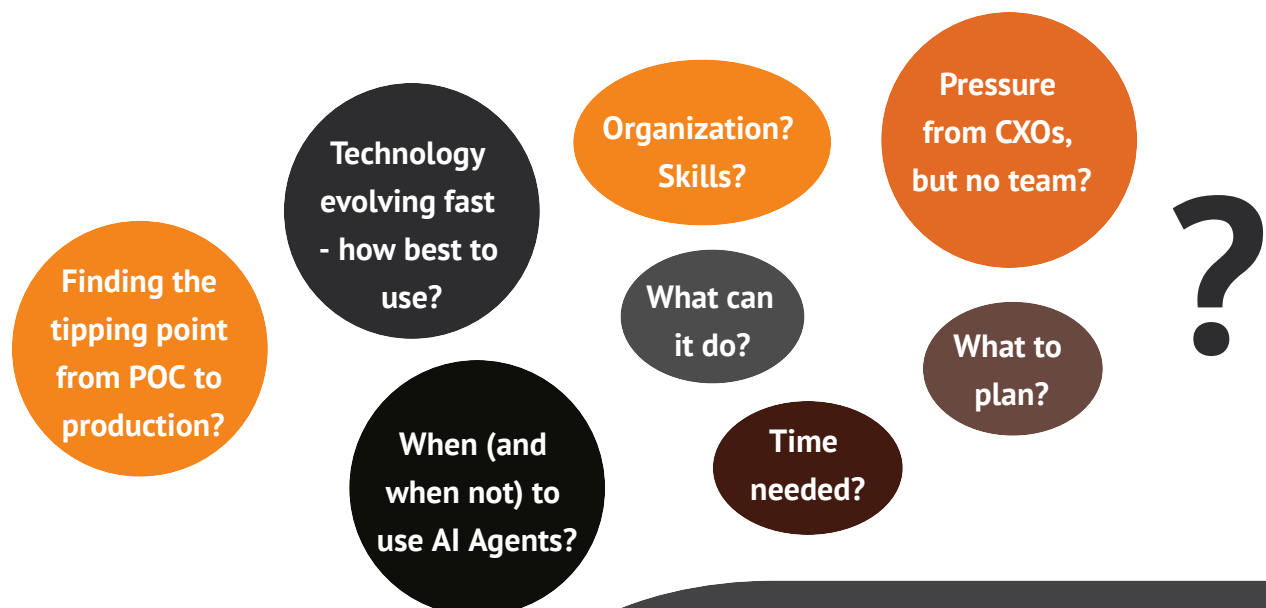 Finding the
tipping point
from POC to
production?
Technology
evolving fast
- how best to
use?
When (and
when not) to
use AI Agents?
Organization?
Skills?
What can
it do?
Time
needed?
Pressure
from CXOs,
but no team?
What to
plan?
?